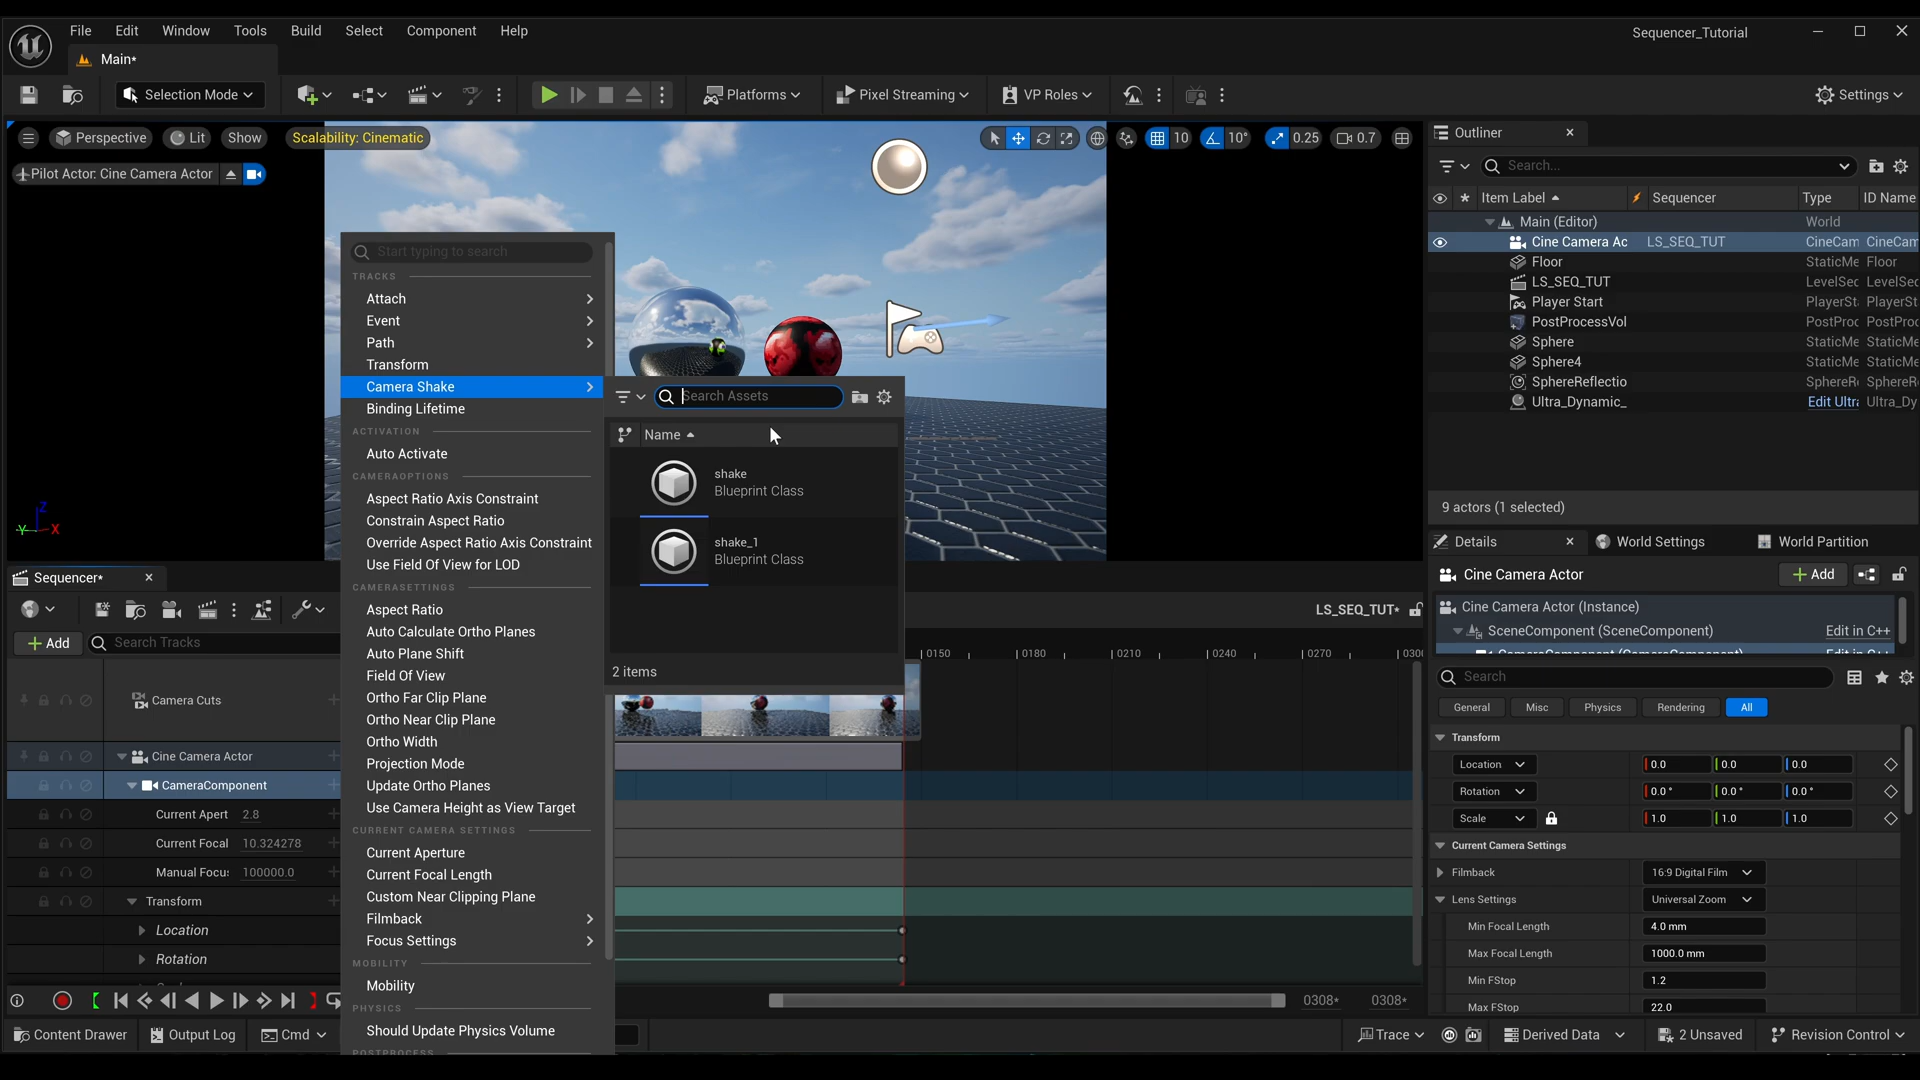 File Edit Window Tools Build Select Component Help
Sequencer_Tutorial
Main*
Selection Mode
Platforms
Pixel Streaming
VP Roles
Settings
Perspective
Lit
Show
Scalability: Cinematic
10
10°
0.25
0.7
Pilot Actor: Cine Camera Actor
Outliner
Search...
Item Label
Sequencer
Type
ID Name
Main (Editor)
World
Cine Camera Ac LS_SEQ_TUT CineCam CineCam
Floor StaticMe Floor
LS_SEQ_TUT LevelSec LevelSec
Player Start PlayerSt PlayerSt
PostProcessVol PostProc PostProc
Sphere StaticMe StaticMe
Sphere4 StaticMe StaticMe
SphereReflectio SphereR SphereR
Ultra_Dynamic_ Edit Ultra Ultra_Dy
9 actors (1 selected)
Start typing to search
TRACKS
Attach
Event
Path
Transform
Camera Shake
Binding Lifetime
ACTIVATION
Auto Activate
CAMERAOPTIONS
Aspect Ratio Axis Constraint
Constrain Aspect Ratio
Override Aspect Ratio Axis Constraint
Use Field Of View for LOD
CAMERASETTINGS
Aspect Ratio
Auto Calculate Ortho Planes
Auto Plane Shift
Field Of View
Ortho Far Clip Plane
Ortho Near Clip Plane
Ortho Width
Projection Mode
Update Ortho Planes
Use Camera Height as View Target
CURRENT CAMERA SETTINGS
Current Aperture
Current Focal Length
Custom Near Clipping Plane
Filmback
Focus Settings
MOBILITY
Mobility
PHYSICS
Should Update Physics Volume
POSTPROCESS
Search Assets
Name
shake
Blueprint Class
shake_1
Blueprint Class
2 items
X
Y
Z
Details
World Settings
World Partition
Cine Camera Actor
Add
Cine Camera Actor (Instance)
SceneComponent (SceneComponent) Edit in C++
CameraComponent (CameraComponent) Edit in C++
Search
General
Misc
Physics
Rendering
All
Transform
Location 0.0 0.0 0.0
Rotation 0.0° 0.0° 0.0°
Scale 1.0 1.0 1.0
Current Camera Settings
Filmback 16:9 Digital Film
Lens Settings Universal Zoom
Min Focal Length 4.0 mm
Max Focal Length 1000.0 mm
Min FStop 1.2
Max FStop 22.0
Sequencer*
LS_SEQ_TUT*
Add
Search Tracks
0150 0180 0210 0240 0270 0300
Camera Cuts
Cine Camera Actor
CameraComponent
Current Apert 2.8
Current Focal 10.324278
Manual Focu 100000.0
Transform
Location
Rotation
0308* 0308*
Content Drawer
Output Log
Cmd
Trace
Derived Data
2 Unsaved
Revision Control